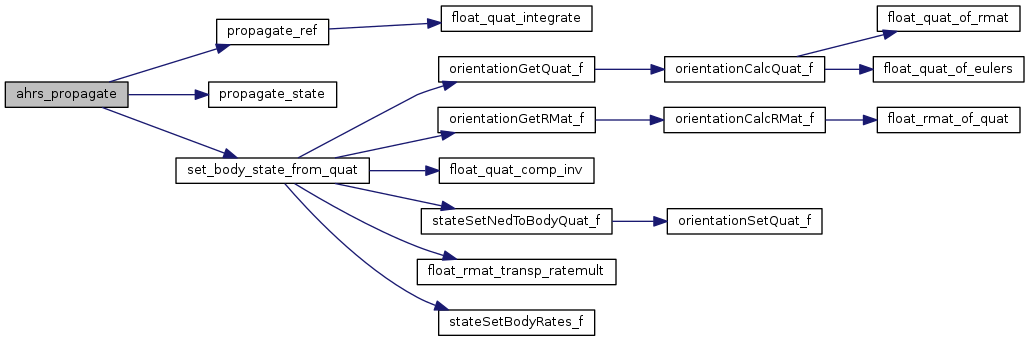 ahrs_propagate
propagate_ref
float_quat_integrate
propagate_state
set_body_state_from_quat
orientationGetQuat_f
orientationCalcQuat_f
float_quat_of_rmat
float_quat_of_eulers
orientationGetRMat_f
orientationCalcRMat_f
float_rmat_of_quat
float_quat_comp_inv
stateSetNedToBodyQuat_f
orientationSetQuat_f
float_rmat_transp_ratemult
stateSetBodyRates_f